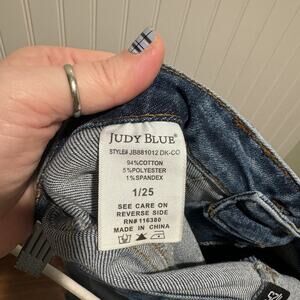 JUDY BLUE®
STYLE# JB881012 DK-CO
94%COTTON
5%POLYESTER
1%SPANDEX
1/25
SEE CARE ON
REVERSE SIDE
RN# 116380
MADE IN CHINA